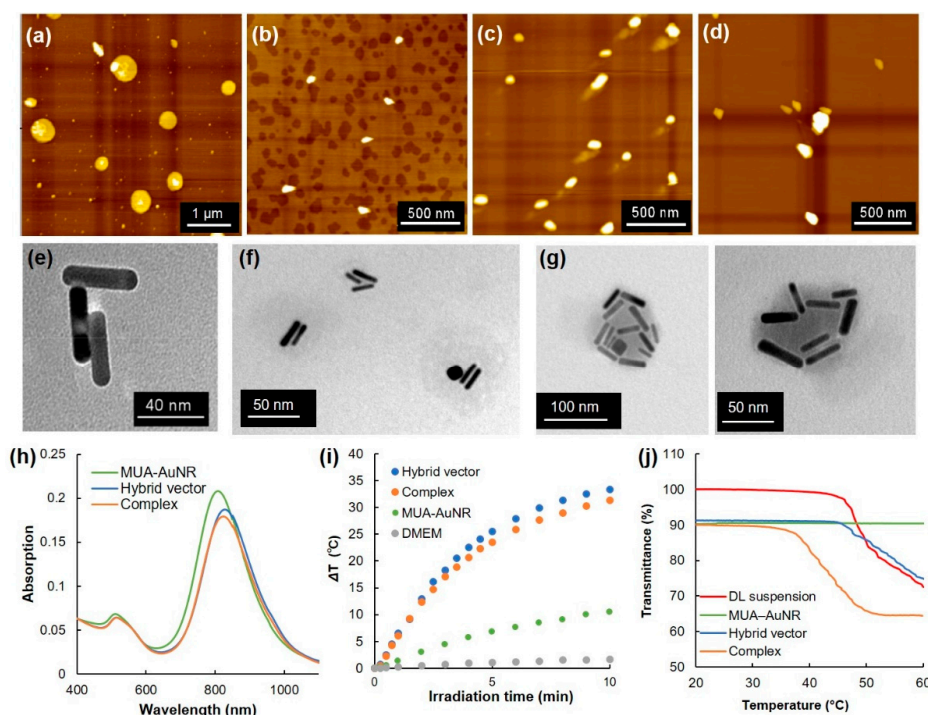 (a)
(b)
(c)
(d)
1 µm
500 nm
500 nm
500 nm
(e)
(f)
(g)
40 nm
50 nm
100 nm
50 nm
(h)
0.25
0.2
0.15
0.1
0.05
0
Absorption
MUA-AuNR
Hybrid vector
Complex
400 600 800 1000
Wavelength (nm)
(i)
40
35
30
25
20
15
10
5
0
ΔT (°C)
Hybrid vector
Complex
MUA-AuNR
DMEM
0 5 10
Irradiation time (min)
(j)
110
100
90
80
70
60
50
Transmittance (%)
DL suspension
MUA–AuNR
Hybrid vector
Complex
20 30 40 50 60
Temperature (°C)